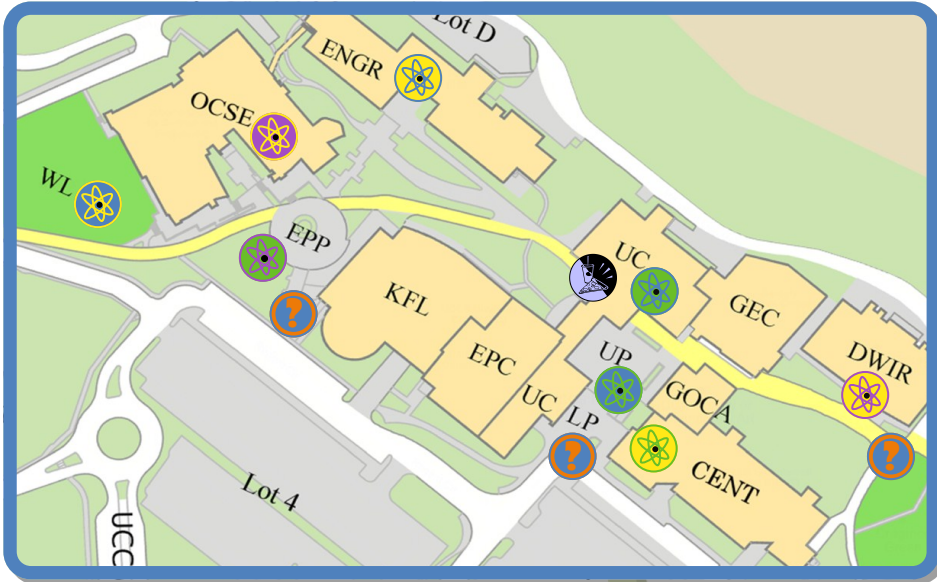 Lot D
ENGR
OCSE
WL
EPP
UC
KFL
GEC
EPC
UP
DWIR
UC
GOCA
LP
?
?
?
CENT
Lot 4
UCC